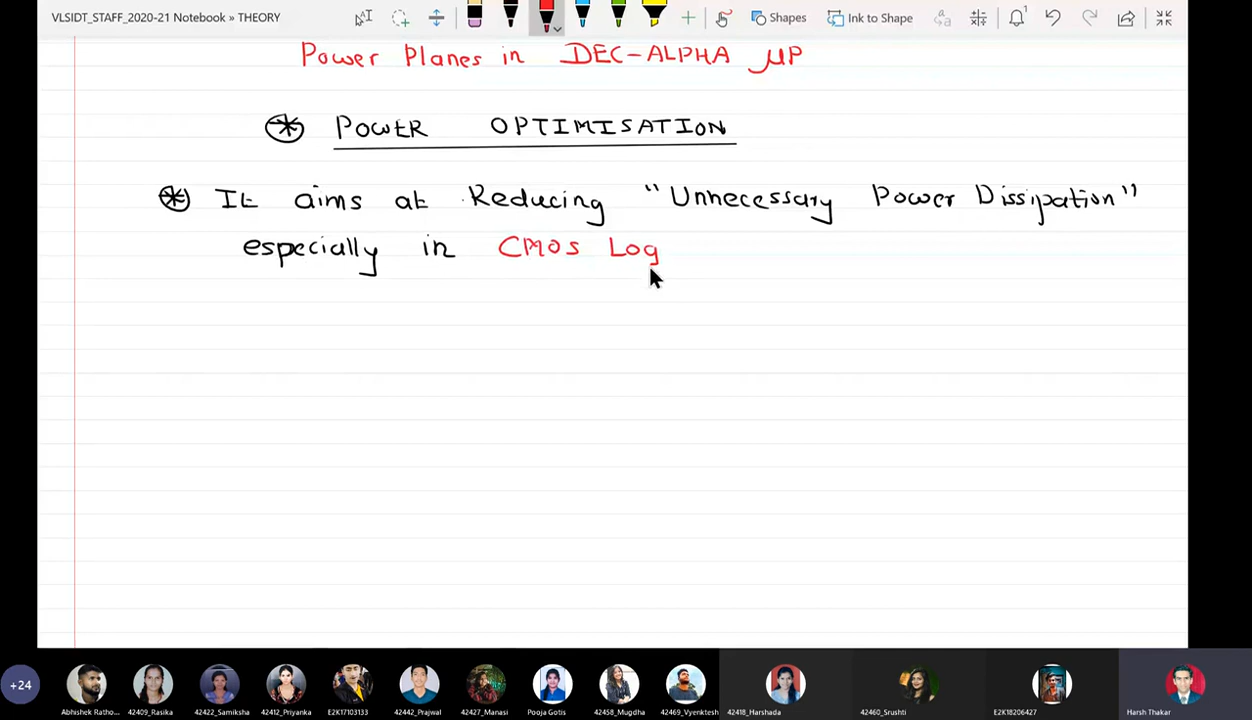 VLSIDT_STAFF_2020-21 Notebook » THEORY
Shapes
Ink to Shape
Power Planes in DEC-ALPHA μP
POWER OPTIMISATION
It aims at Reducing "Unnecessary Power Dissipation"
especially in CMOS Log
+24
Abhishek Ratho...
42409_Rasika
42422_Samiksha
42412_Priyanka
E2K17103133
42442_Prajwal
42427_Manasi
Pooja Gotis
42458_Mugdha
42469_Vyenktesh
42418_Harshada
42460_Srushti
E2K18206427
Harsh Thakar